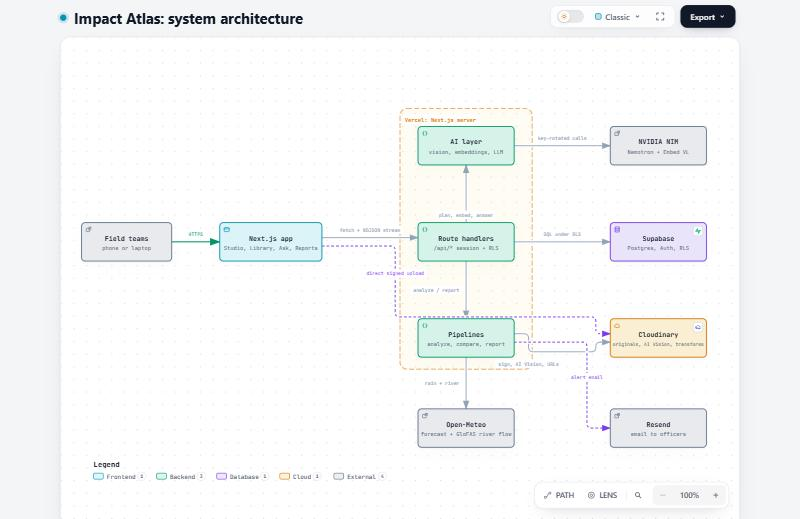 Impact Atlas: system architecture
Classic
Export
Vercel: Next.js server
AI layer
vision, embeddings, LLM
key-rotated calls
NVIDIA NIM
Nemotron + Embed VL
plan, embed, answer
Field teams
phone or laptop
HTTPS
Next.js app
Studio, Library, Ask, Reports
fetch + NDJSON stream
Route handlers
/api/* session + RLS
SQL under RLS
Supabase
Postgres, Auth, RLS
direct signed upload
analyze / report
Pipelines
analyze, compare, report
Cloudinary
originals, AI Vision, transforms
sign, AI Vision, URLs
alert email
rain + river
Open-Meteo
forecast + GloFAS river flow
Resend
email to officers
Legend
Frontend 1
Backend 3
Database 1
Cloud 1
External 4
PATH
LENS
100%